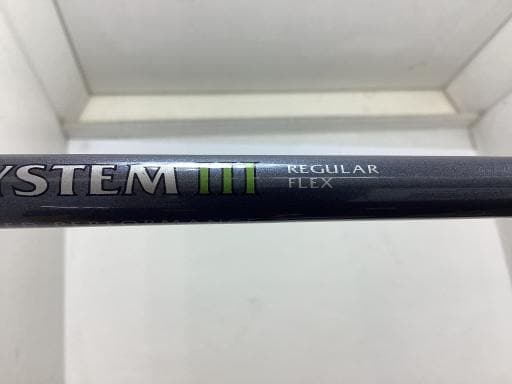 YSTEM III
REGULAR
FLEX